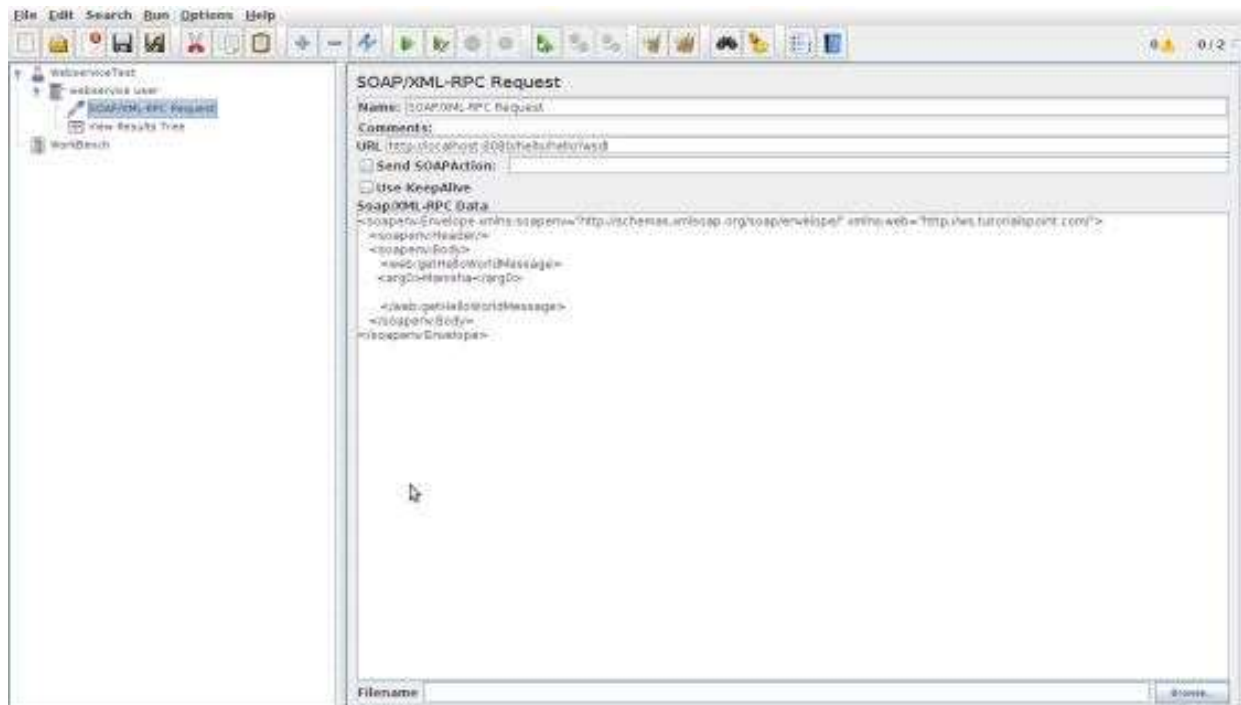 File Edit Search Run Options Help
0 0 / 2
WebserviceTest
webservice user
SOAP/XML-RPC Request
View Results Tree
WorkBench
SOAP/XML-RPC Request
Name: SOAP/XML-RPC Request
Comments:
URL http://localhost:8080/hello/hello?wsdl
Send SOAPAction:
Use KeepAlive
Soap/XML-RPC Data
<soapenv:Envelope xmlns:soapenv="http://schemas.xmlsoap.org/soap/envelope/" xmlns:web="http://ws.tutorialspoint.com/">
<soapenv:Header/>
<soapenv:Body>
<web:getHelloWorldMessage>
<arg0>Manisha</arg0>
</web:getHelloWorldMessage>
</soapenv:Body>
</soapenv:Envelope>
Filename
Browse...